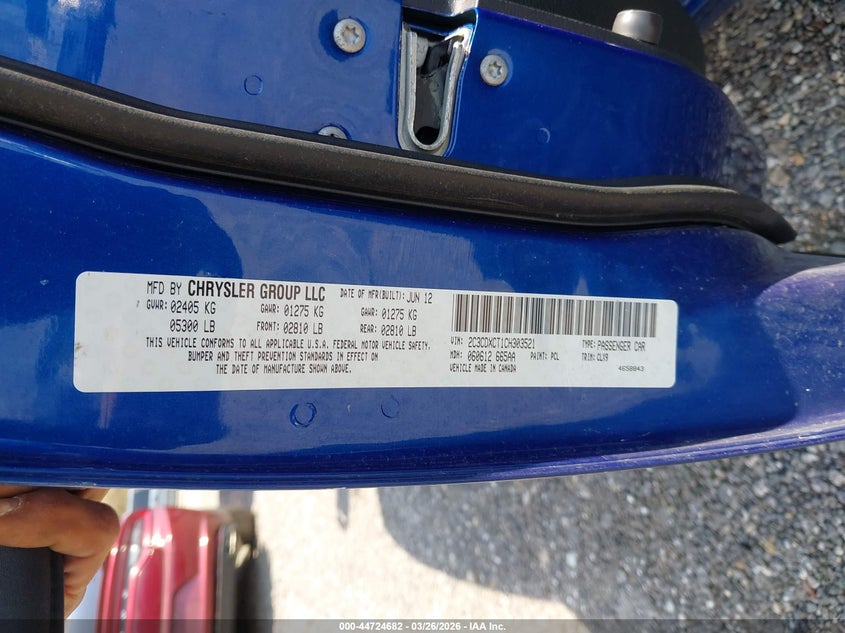 MFD BY CHRYSLER GROUP LLC DATE OF MFR(BUILT): JUN 12
GVWR: 02405 KG GAWR: 01275 KG GAWR: 01275 KG
05300 LB FRONT: 02810 LB REAR: 02810 LB
THIS VEHICLE CONFORMS TO ALL APPLICABLE U.S.A. FEDERAL MOTOR VEHICLE SAFETY,
BUMPER AND THEFT PREVENTION STANDARDS IN EFFECT ON
THE DATE OF MANUFACTURE SHOWN ABOVE.
VIN: 2C3CDXCT1CH303521 TYPE: PASSENGER CAR
MDH: 060612 665AA PAINT: PCL TRIM: CLX9
VEHICLE MADE IN CANADA 4658843
000-44724682 - 03/26/2026 - IAA Inc.